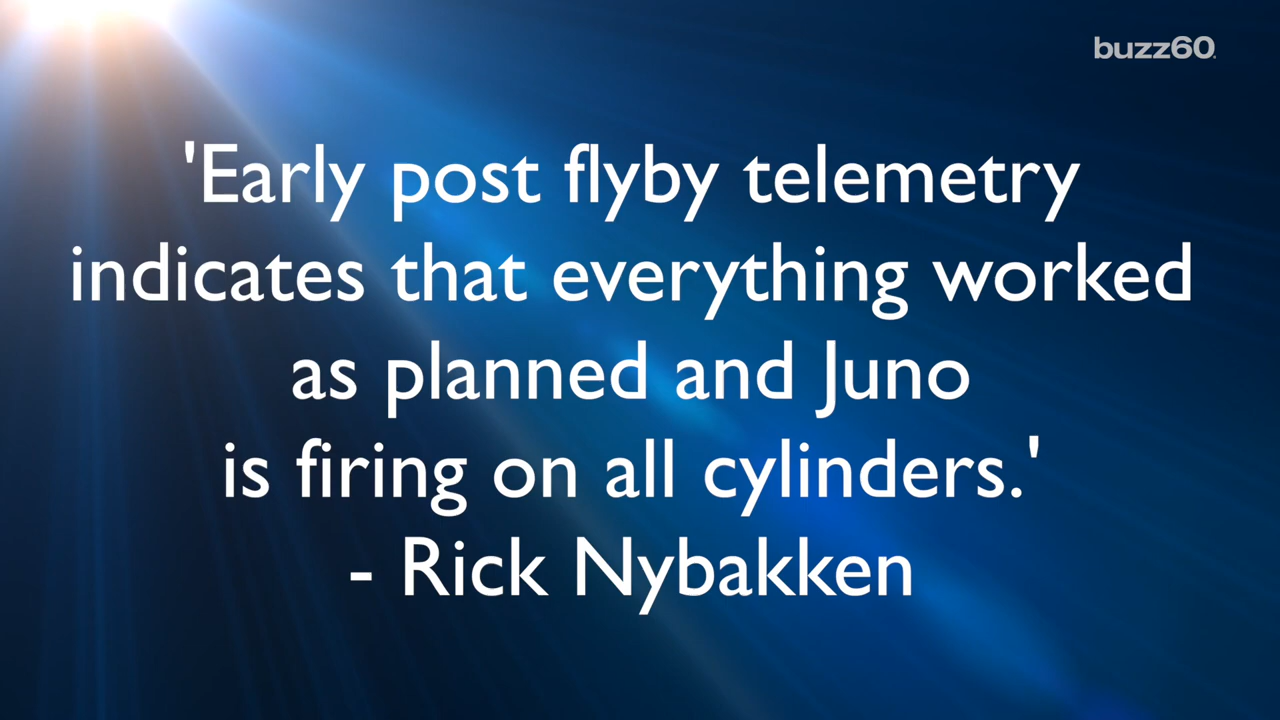 buzz60
'Early post flyby telemetry
indicates that everything worked
as planned and Juno
is firing on all cylinders.'
- Rick Nybakken